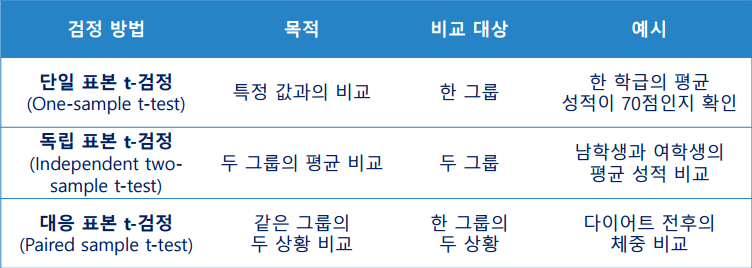 검정 방법
목적
비교 대상
예시
단일 표본 t-검정
(One-sample t-test)
특정 값과의 비교
한 그룹
한 학급의 평균
성적이 70점인지 확인
독립 표본 t-검정
(Independent two-
sample t-test)
두 그룹의 평균 비교
두 그룹
남학생과 여학생의
평균 성적 비교
대응 표본 t-검정
(Paired sample t-test)
같은 그룹의
두 상황 비교
한 그룹의
두 상황
다이어트 전후의
체중 비교